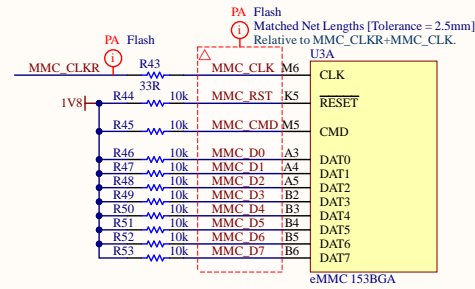 PA Flash
Matched Net Lengths [Tolerance = 2.5mm]
Relative to MMC_CLKR+MMC_CLK.
PA Flash
i
i
U3A
MMC_CLKR R43 33R MMC_CLK M6 CLK
1V8 R44 10k MMC_RST K5 RESET
R45 10k MMC_CMD M5 CMD
R46 10k MMC_D0 A3 DAT0
R47 10k MMC_D1 A4 DAT1
R48 10k MMC_D2 A5 DAT2
R49 10k MMC_D3 B2 DAT3
R50 10k MMC_D4 B3 DAT4
R51 10k MMC_D5 B4 DAT5
R52 10k MMC_D6 B5 DAT6
R53 10k MMC_D7 B6 DAT7
eMMC 153BGA